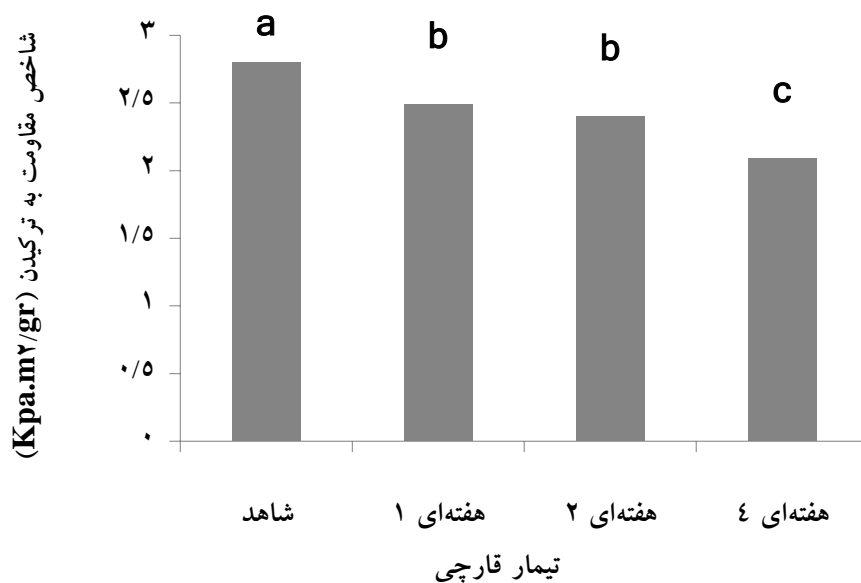 شاخص مقاومت به ترکیدن (Kpa.m۲/gr)
۳
۲/۵
۲
۱/۵
۱
۰/۵
۰
a
b
b
c
شاهد
۱ هفته‌ای
۲ هفته‌ای
٤ هفته‌ای
تیمار قارچی